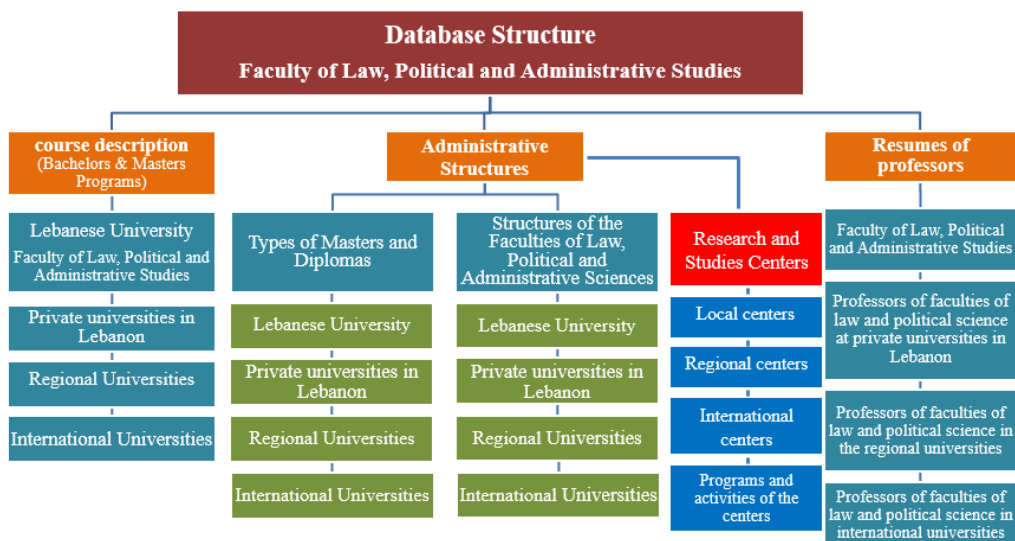 Database Structure
Faculty of Law, Political and Administrative Studies
course description
(Bachelors & Masters
Programs)
Lebanese University
Faculty of Law, Political and
Administrative Studies
Private universities in
Lebanon
Regional Universities
International Universities
Administrative
Structures
Types of Masters and
Diplomas
Lebanese University
Private universities in
Lebanon
Regional Universities
International Universities
Structures of the
Faculties of Law,
Political and
Administrative Sciences
Lebanese University
Private universities in
Lebanon
Regional Universities
International Universities
Research and
Studies Centers
Local centers
Regional centers
International
centers
Programs and
activities of the
centers
Resumes of
professors
Faculty of Law, Political
and Administrative Studies
Professors of faculties of
law and political science
at private universities in
Lebanon
Professors of faculties of
law and political science in
the regional universities
Professors of faculties of
law and political science in
international universities